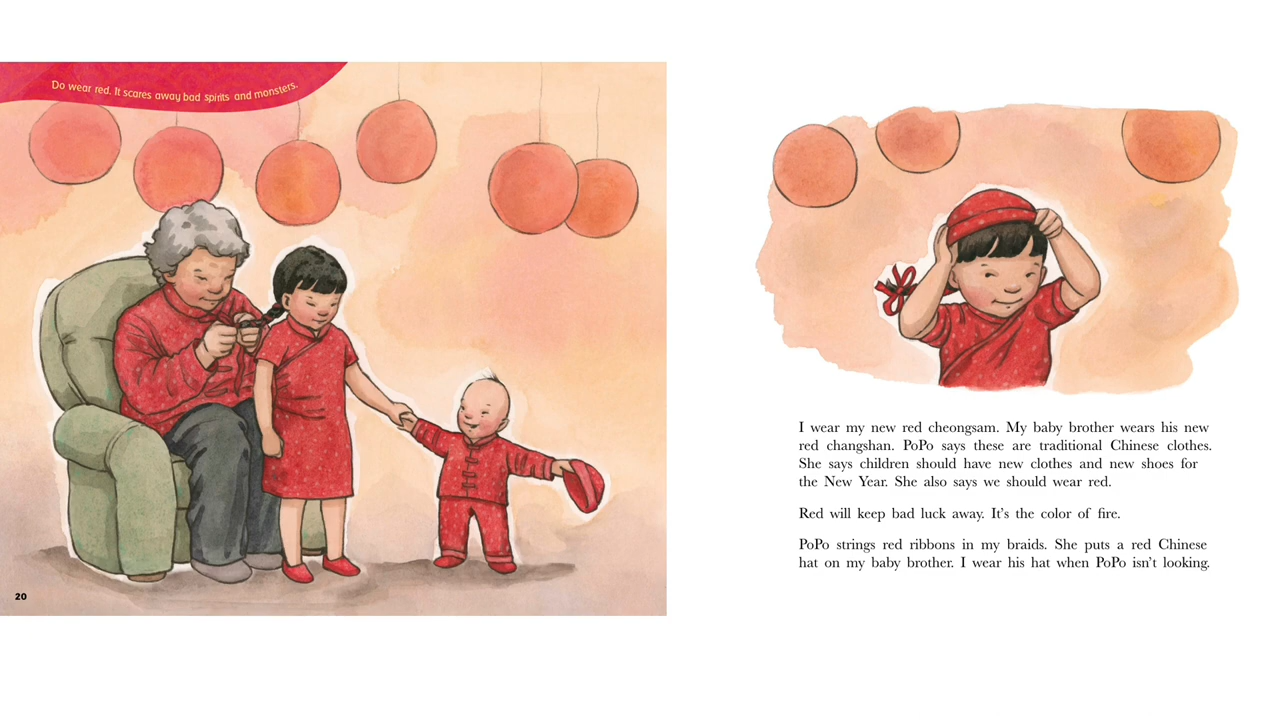 Do wear red. It scares away bad spirits and monsters.
20
I wear my new red cheongsam. My baby brother wears his new
red changshan. PoPo says these are traditional Chinese clothes.
She says children should have new clothes and new shoes for
the New Year. She also says we should wear red.
Red will keep bad luck away. It's the color of fire.
PoPo strings red ribbons in my braids. She puts a red Chinese
hat on my baby brother. I wear his hat when PoPo isn't looking.